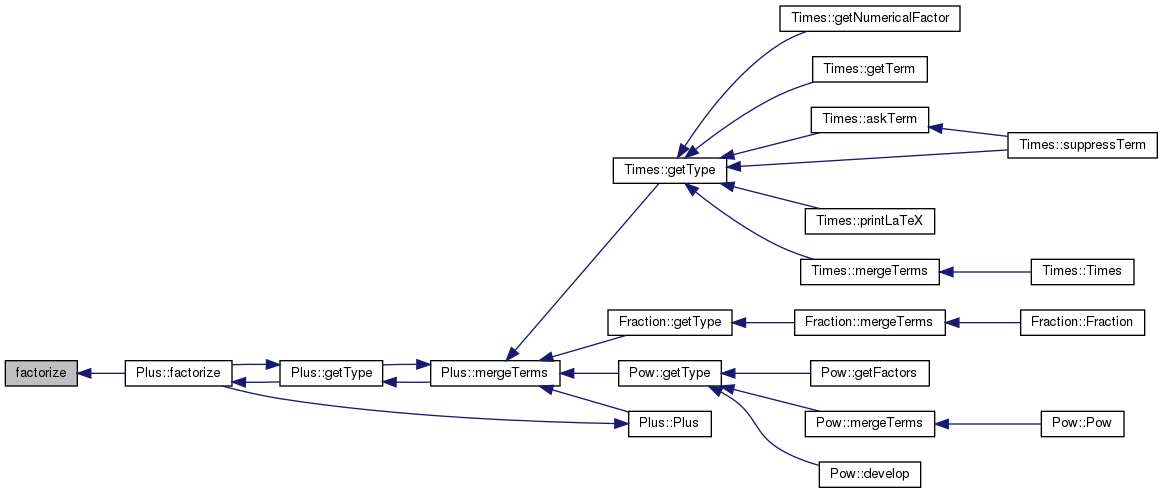 Times::getNumericalFactor
Times::getTerm
Times::askTerm
Times::suppressTerm
Times::getType
Times::printLaTeX
Times::mergeTerms
Times::Times
Fraction::getType
Fraction::mergeTerms
Fraction::Fraction
factorize
Plus::factorize
Plus::getType
Plus::mergeTerms
Pow::getType
Pow::getFactors
Plus::Plus
Pow::mergeTerms
Pow::Pow
Pow::develop